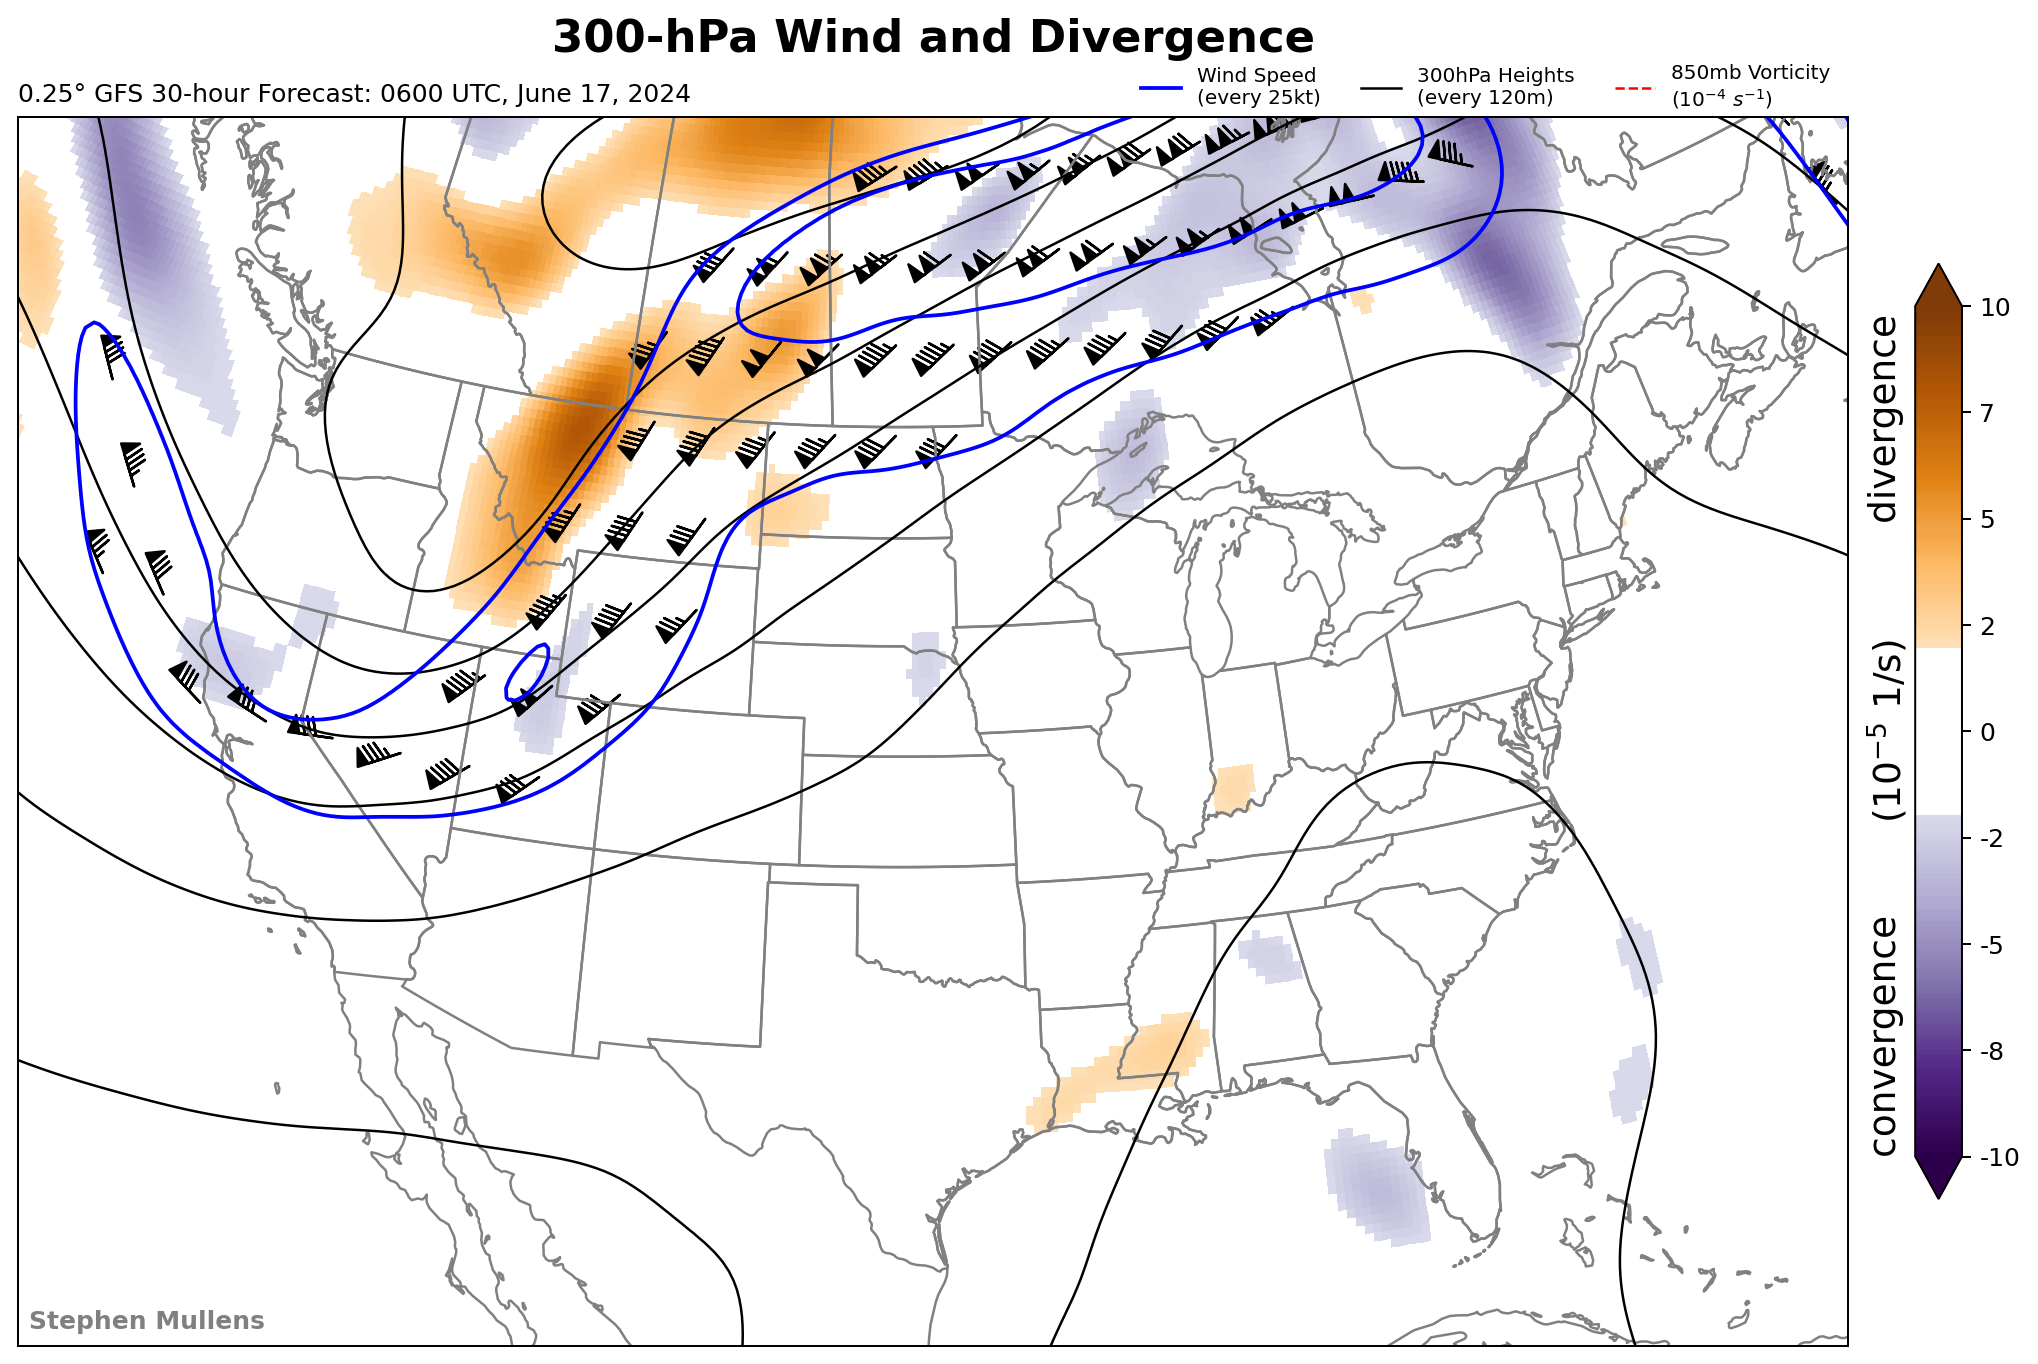 300-hPa Wind and Divergence
0.25° GFS 30-hour Forecast: 0600 UTC, June 17, 2024
Wind Speed
(every 25kt)
300hPa Heights
(every 120m)
850mb Vorticity
(10⁻⁴ s⁻¹)
10
7
5
2
0
-2
-5
-8
-10
convergence (10⁻⁵ 1/s) divergence
Stephen Mullens